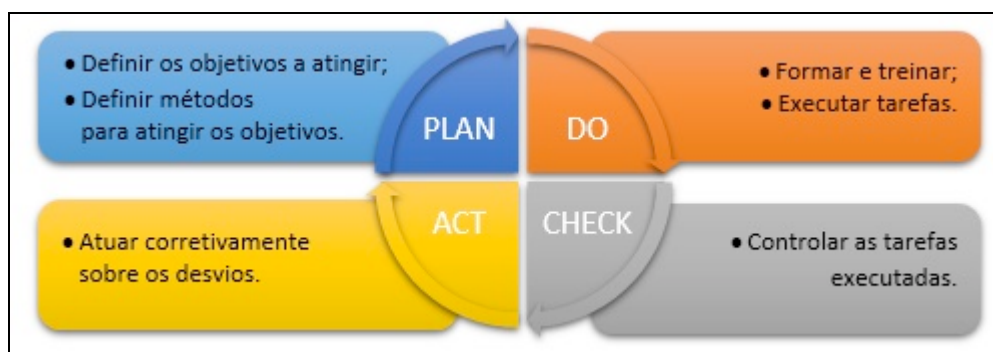 • Definir os objetivos a atingir;
• Definir métodos
para atingir os objetivos.
PLAN
DO
• Formar e treinar;
• Executar tarefas.
• Atuar corretivamente
sobre os desvios.
ACT
CHECK
• Controlar as tarefas
executadas.